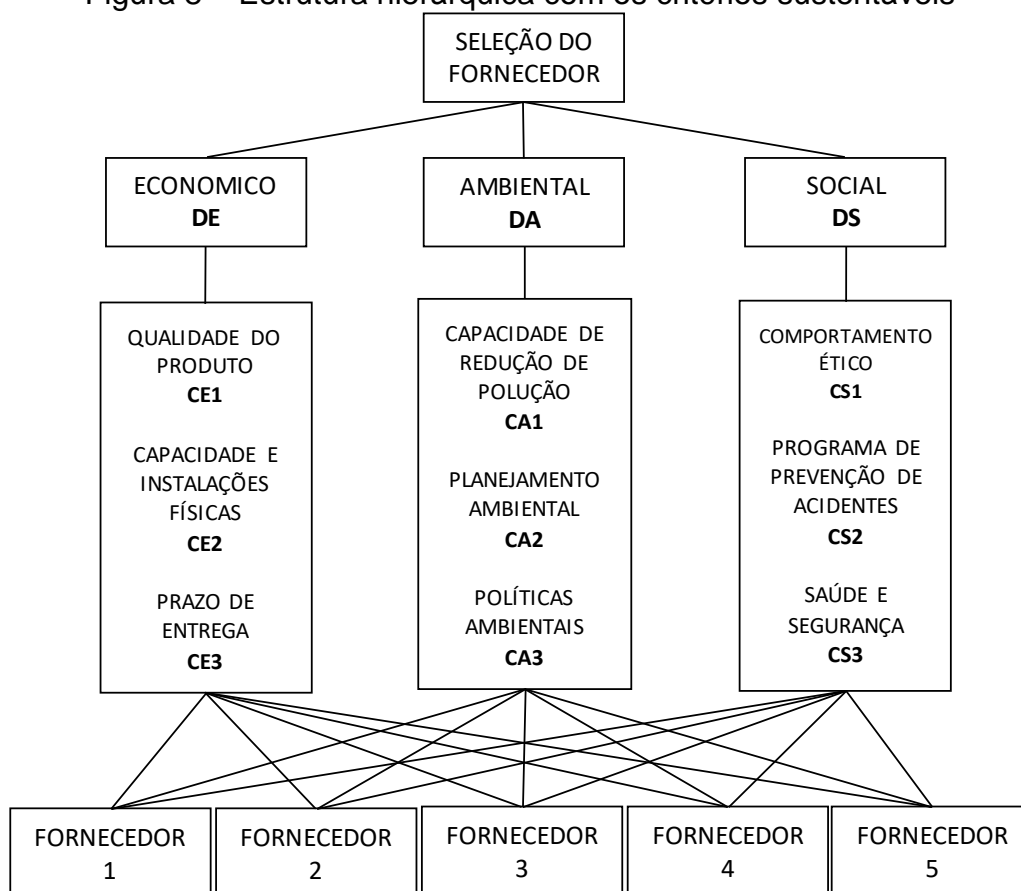 Figura 3 – Estrutura hierárquica com os critérios sustentáveis
SELEÇÃO DO
FORNECEDOR
ECONOMICO
DE
AMBIENTAL
DA
SOCIAL
DS
QUALIDADE DO
PRODUTO
CE1
CAPACIDADE E
INSTALAÇÕES
FÍSICAS
CE2
PRAZO DE
ENTREGA
CE3
CAPACIDADE DE
REDUÇÃO DE
POLUÇÃO
CA1
PLANEJAMENTO
AMBIENTAL
CA2
POLÍTICAS
AMBIENTAIS
CA3
COMPORTAMENTO
ÉTICO
CS1
PROGRAMA DE
PREVENÇÃO DE
ACIDENTES
CS2
SAÚDE E
SEGURANÇA
CS3
FORNECEDOR
1
FORNECEDOR
2
FORNECEDOR
3
FORNECEDOR
4
FORNECEDOR
5